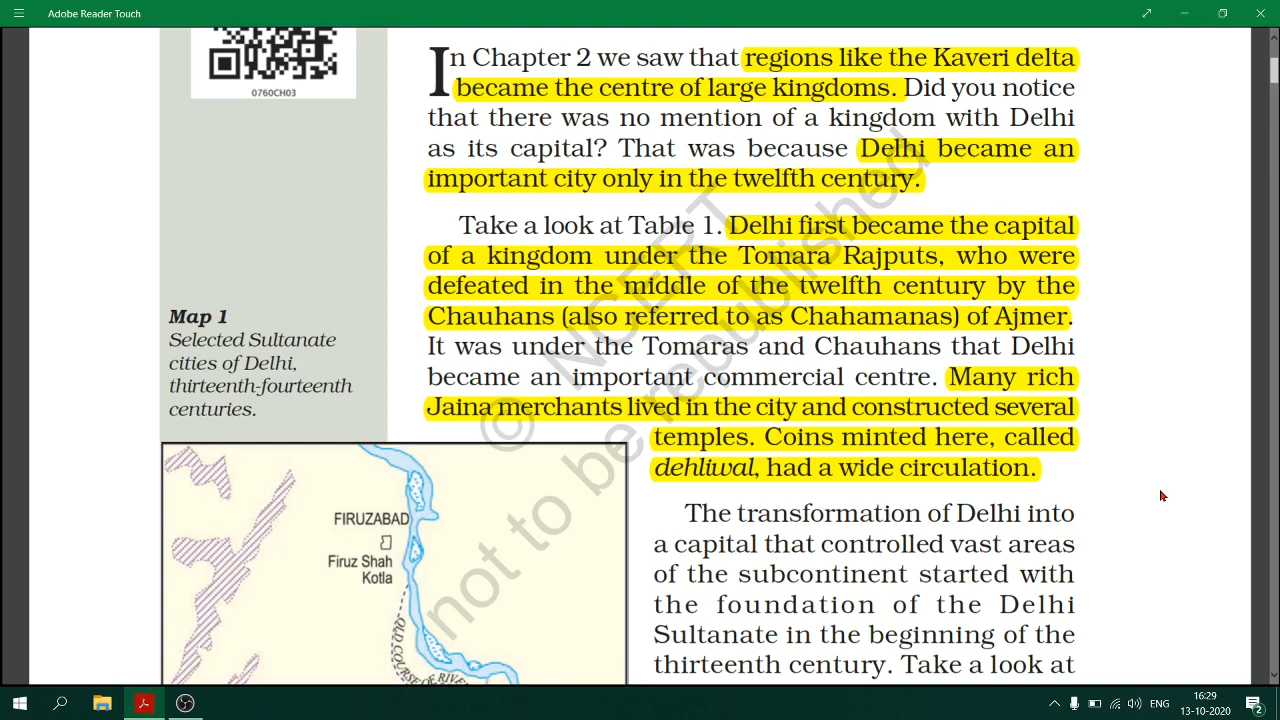 Adobe Reader Touch
0760CH03
In Chapter 2 we saw that regions like the Kaveri delta
became the centre of large kingdoms. Did you notice
that there was no mention of a kingdom with Delhi
as its capital? That was because Delhi became an
important city only in the twelfth century.
Take a look at Table 1. Delhi first became the capital
of a kingdom under the Tomara Rajputs, who were
defeated in the middle of the twelfth century by the
Chauhans (also referred to as Chahamanas) of Ajmer.
It was under the Tomaras and Chauhans that Delhi
became an important commercial centre. Many rich
Jaina merchants lived in the city and constructed several
temples. Coins minted here, called
dehliwal, had a wide circulation.
The transformation of Delhi into
a capital that controlled vast areas
of the subcontinent started with
the foundation of the Delhi
Sultanate in the beginning of the
thirteenth century. Take a look at
Map 1
Selected Sultanate
cities of Delhi,
thirteenth-fourteenth
centuries.
FIRUZABAD
Firuz Shah
Kotla
OLD COURSE OF RIVER
© NCERT
not to be republished
ENG
16:29
13-10-2020
2